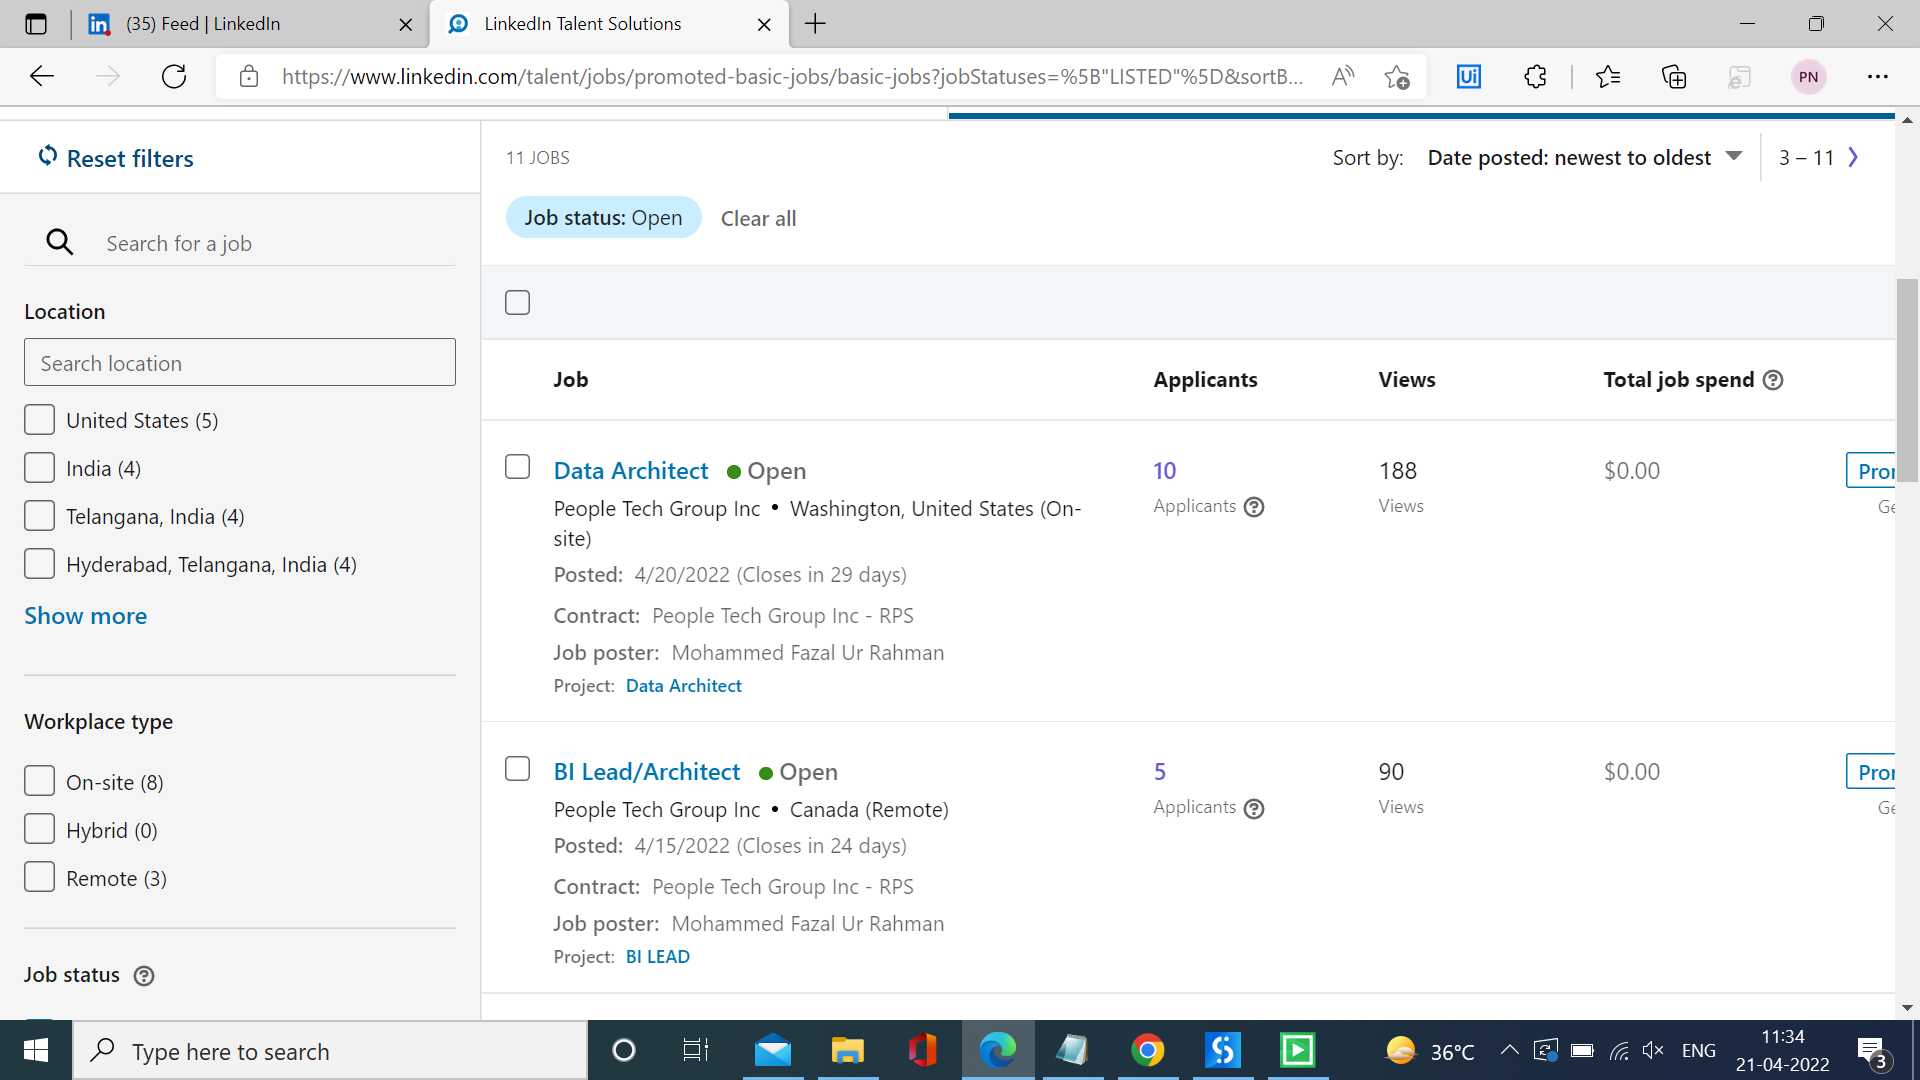 (35) Feed | LinkedIn
LinkedIn Talent Solutions
https://www.linkedin.com/talent/jobs/promoted-basic-jobs/basic-jobs?jobStatuses=%5B"LISTED"%5D&sortB...
PN
Reset filters
Search for a job
Location
Search location
United States (5)
India (4)
Telangana, India (4)
Hyderabad, Telangana, India (4)
Show more
Workplace type
On-site (8)
Hybrid (0)
Remote (3)
Job status
11 JOBS
Sort by: Date posted: newest to oldest
3 – 11
Job status: Open
Clear all
Job Applicants Views Total job spend
Data Architect Open 10 188 $0.00
Applicants Views
People Tech Group Inc • Washington, United States (On-
site)
Posted: 4/20/2022 (Closes in 29 days)
Contract: People Tech Group Inc - RPS
Job poster: Mohammed Fazal Ur Rahman
Project: Data Architect
BI Lead/Architect Open 5 90 $0.00
Applicants Views
People Tech Group Inc • Canada (Remote)
Posted: 4/15/2022 (Closes in 24 days)
Contract: People Tech Group Inc - RPS
Job poster: Mohammed Fazal Ur Rahman
Project: BI LEAD
Type here to search
36°C
ENG
11:34
21-04-2022
3